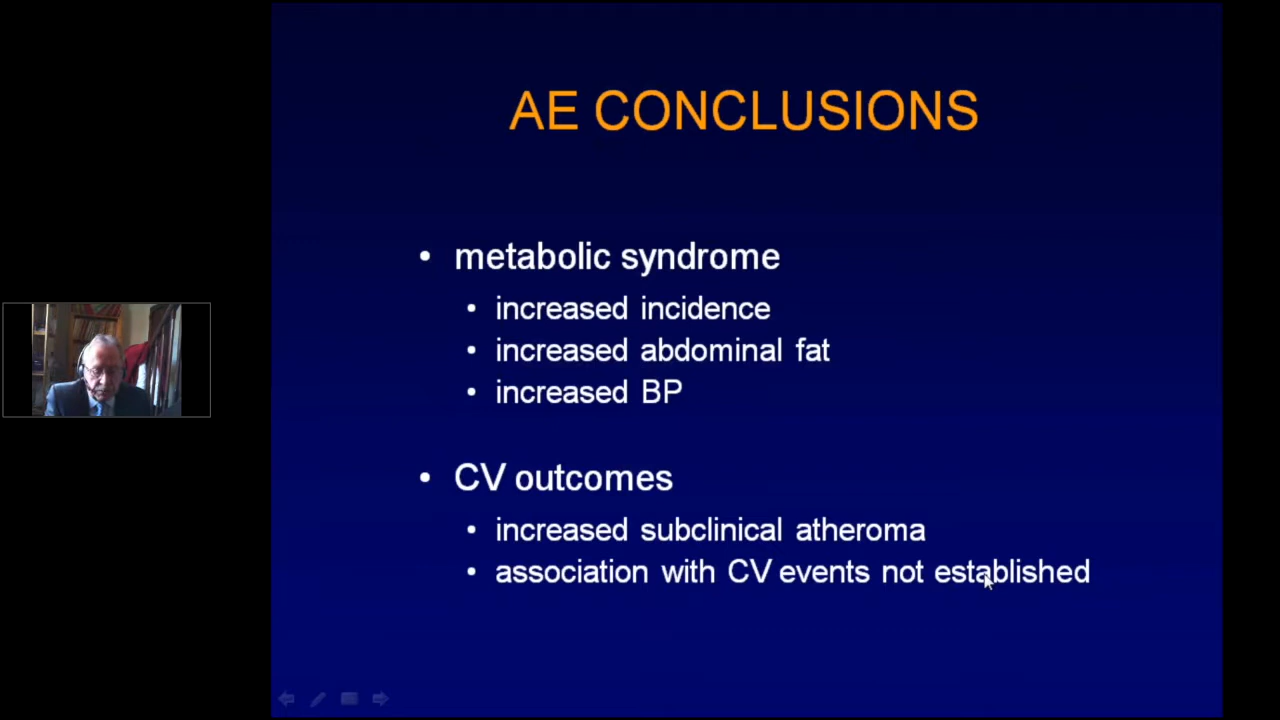 AE CONCLUSIONS
• metabolic syndrome
• increased incidence
• increased abdominal fat
• increased BP
• CV outcomes
• increased subclinical atheroma
• association with CV events not established